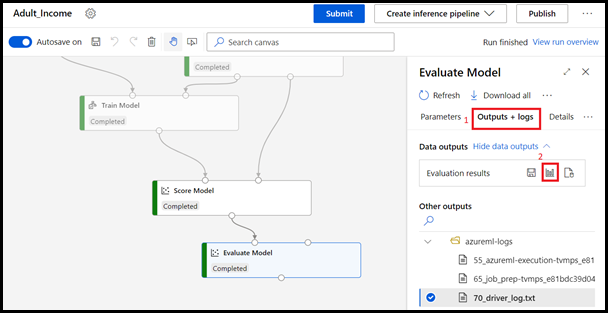 Adult_Income
Submit
Create inference pipeline
Publish
Autosave on
Search canvas
Run finished
View run overview
Completed
Train Model
Completed
Score Model
Completed
Evaluate Model
Completed
Evaluate Model
Refresh
Download all
Parameters
1
Outputs + logs
Details
Data outputs
Hide data outputs
2
Evaluation results
Other outputs
azureml-logs
55_azureml-execution-tvmps_e81
65_job_prep-tvmps_e81bdc39d04
70_driver_log.txt